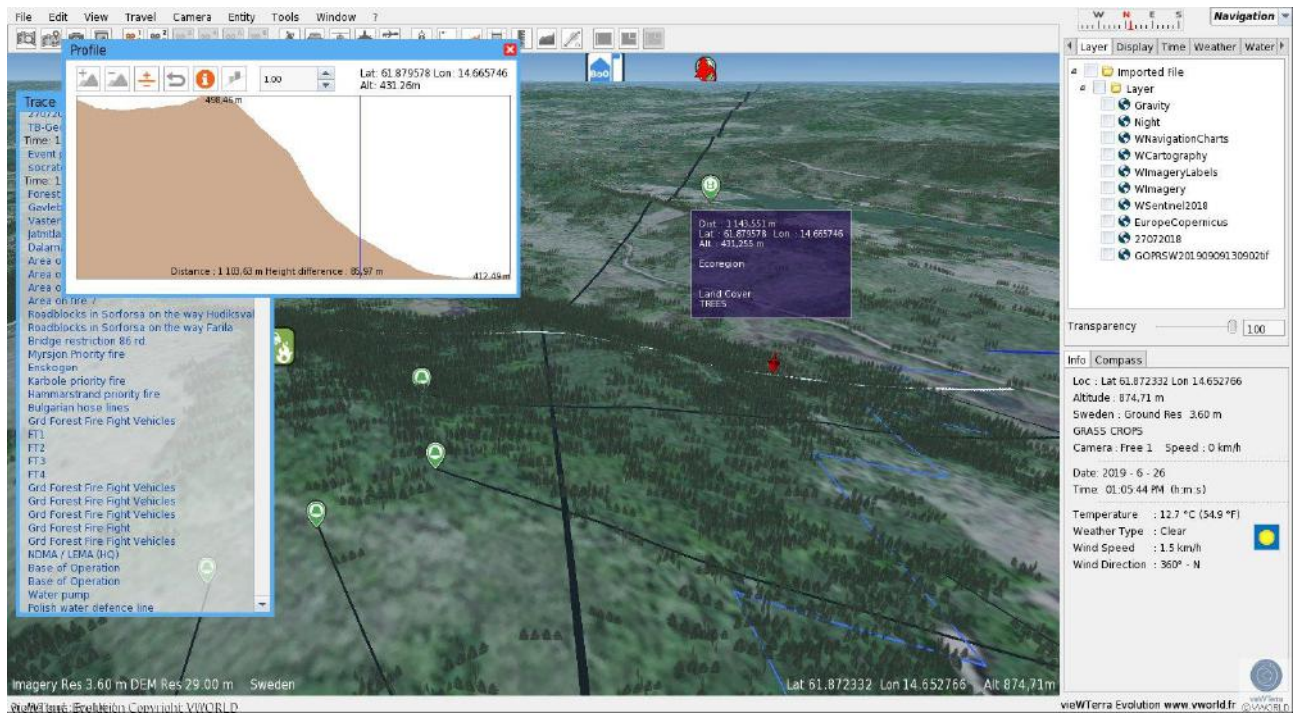 File Edit View Travel Camera Entity Tools Window ?
W N E S
Navigation
Profile
1.00
Lat: 61.879578 Lon: 14.665746
Alt: 431.26m
498,46 m
Distance : 1 103,63 m Height difference : 85,97 m
412,49m
Trace
TB-Ge
Time: 1
Event
socrat
Time: 1
Forest
Gavleb
Vaster
Jamtla
Dalarn
Area o
Area o
Area o
Area on fire 7
Roadblocks in Sorforsa on the way Hudiksval
Roadblocks in Sorforsa on the way Farila
Bridge restriction 86 rd
Myrsjon Priority fire
Enskogen
Karbole priority fire
Hammarstrand priority fire
Bulgarian hose lines
Grd Forest Fire Fight Vehicles
FT1
FT2
FT3
FT4
Grd Forest Fire Fight Vehicles
Grd Forest Fire Fight Vehicles
Grd Forest Fire Fight Vehicles
Grd Forest Fire Fight
Grd Forest Fire Fight Vehicles
NDMA / LEMA (HQ)
Base of Operation
Base of Operation
Water pump
Polish water defence line
BoO
Dist : 1 143,551 m
Lat : 61.879578 Lon : 14.665746
Alt : 431,255 m
Ecoregion
Land Cover
TREES
Layer Display Time Weather Water
Imported File
Layer
Gravity
Night
WNavigationCharts
WCartography
WImageryLabels
WImagery
WSentinel2018
EuropeCopernicus
27072018
GOPRSW20190909130902tif
Transparency 1.00
Info Compass
Loc : Lat 61.872332 Lon 14.652766
Altitude : 874,71 m
Sweden : Ground Res 3.60 m
GRASS CROPS
Camera : Free 1 Speed : 0 km/h
Date: 2019 - 6 - 26
Time: 01:05:44 PM (h:m:s)
Temperature : 12.7 °C (54.9 °F)
Weather Type : Clear
Wind Speed : 1.5 km/h
Wind Direction : 360° - N
Imagery Res 3.60 m DEM Res 29.00 m Sweden
Lat 61.872332 Lon 14.652766 Alt 874,71m
Copyright: VWORLD
vieWTerra Evolution www.vworld.fr
vieWTerra
© VWORLD